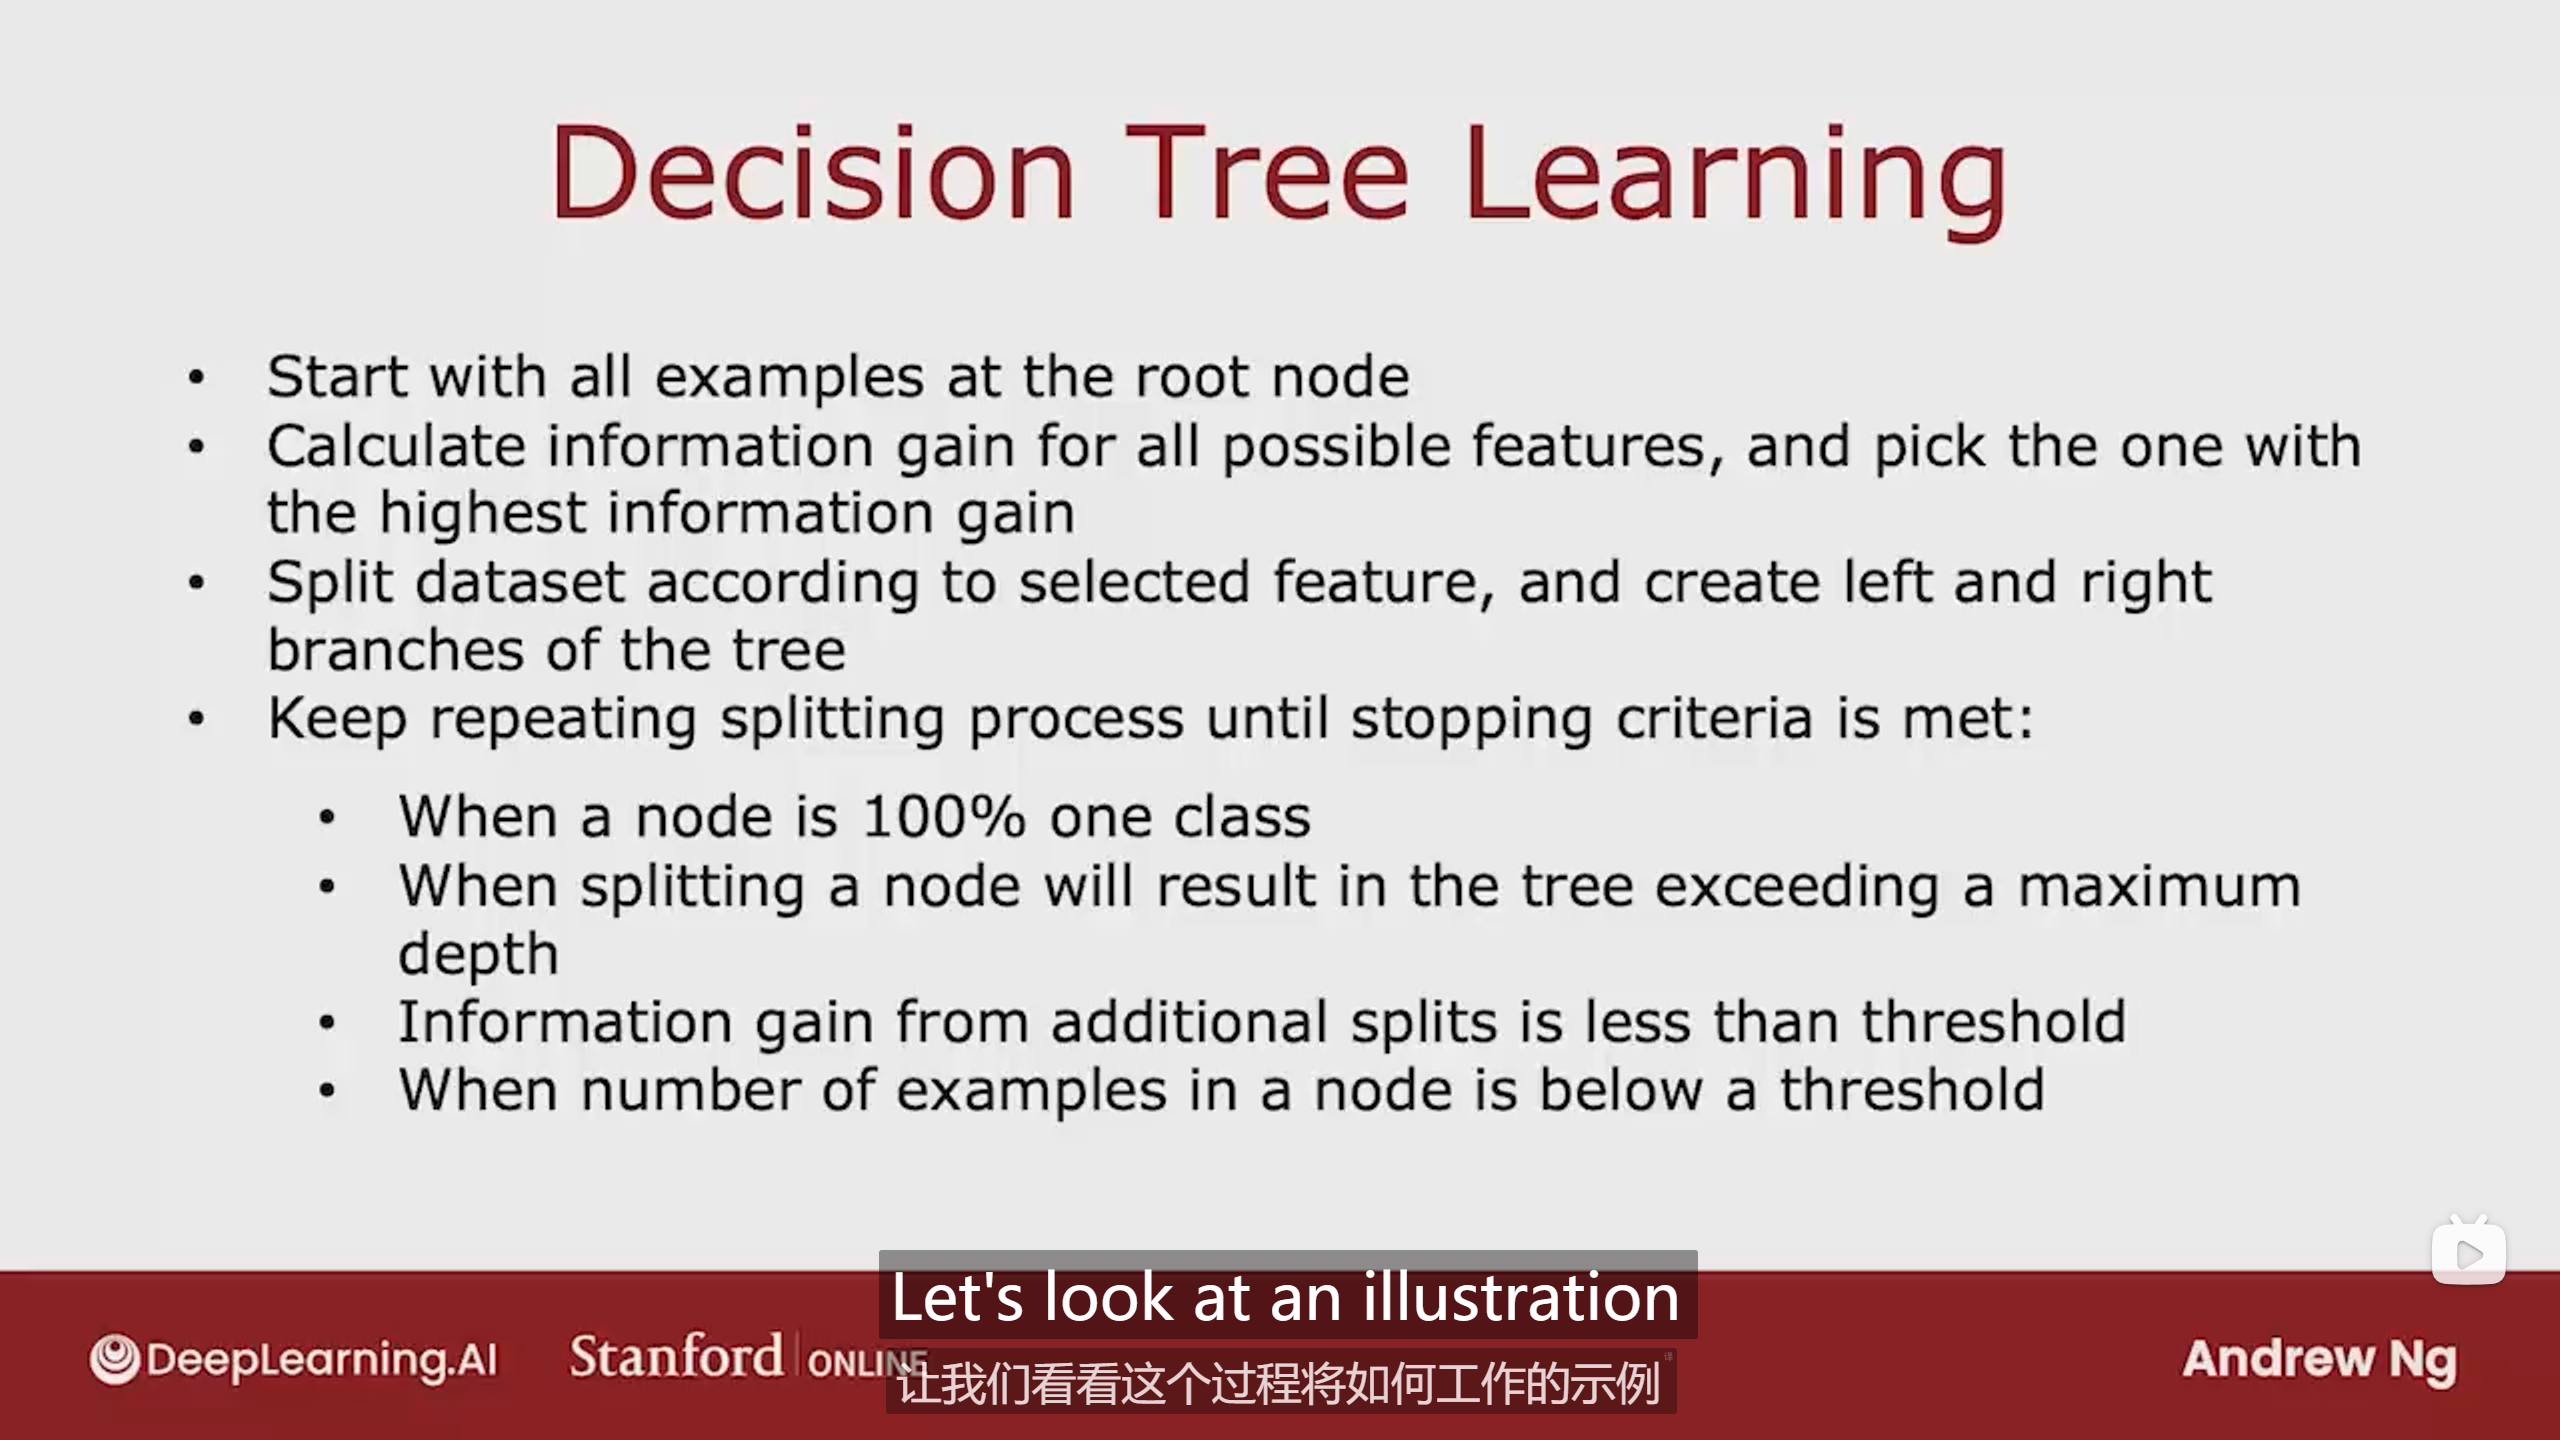 Decision Tree Learning
• Start with all examples at the root node
• Calculate information gain for all possible features, and pick the one with
the highest information gain
• Split dataset according to selected feature, and create left and right
branches of the tree
• Keep repeating splitting process until stopping criteria is met:
• When a node is 100% one class
• When splitting a node will result in the tree exceeding a maximum
depth
• Information gain from additional splits is less than threshold
• When number of examples in a node is below a threshold
Let's look at an illustration
DeepLearning.AI
Stanford ONLINE
Andrew Ng
让我们看看这个过程将如何工作的示例
译